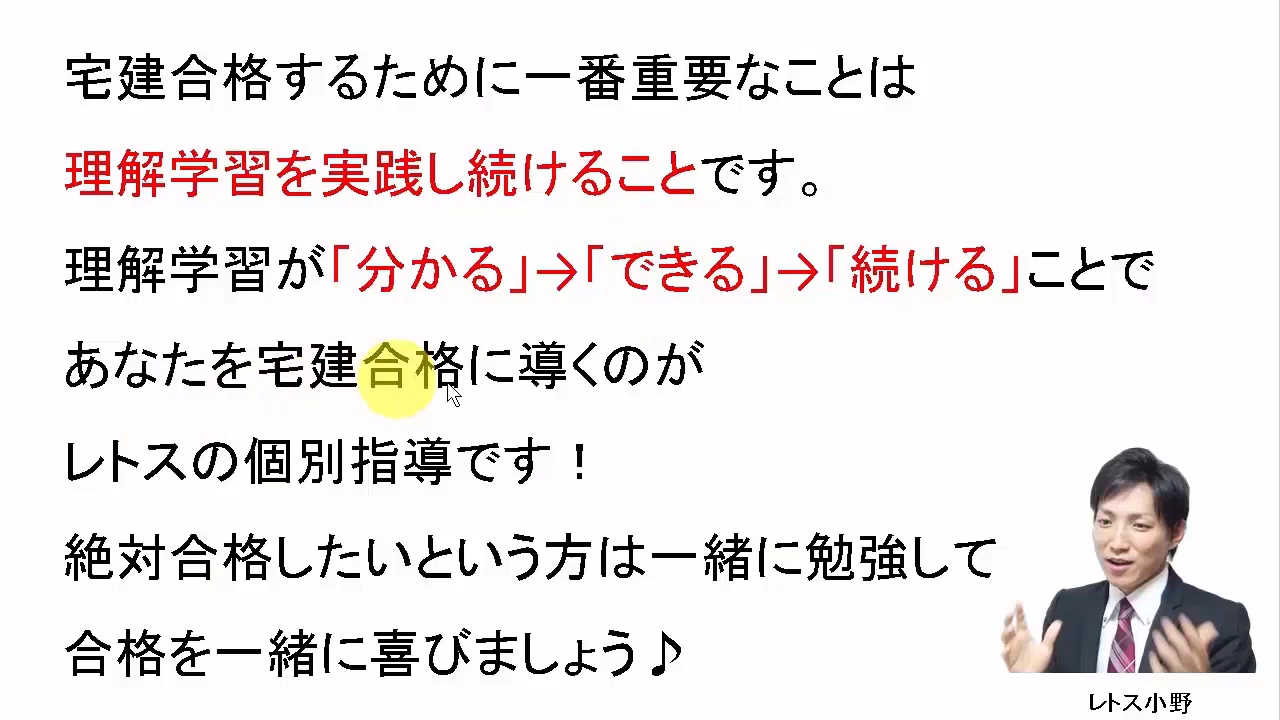 宅建合格するために一番重要なことは
理解学習を実践し続けることです。
理解学習が「分かる」→「できる」→「続ける」ことで
あなたを宅建合格に導くのが
レトスの個別指導です！
絶対合格したいという方は一緒に勉強して
合格を一緒に喜びましょう♪
レトス小野